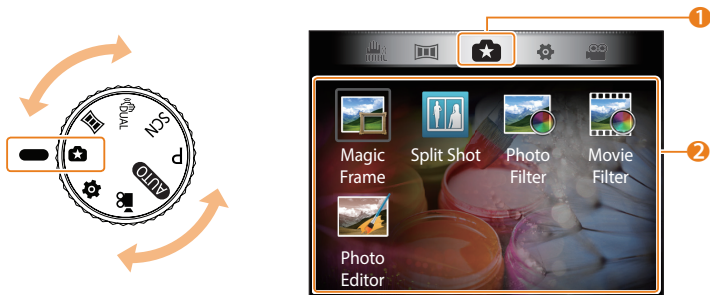 DUAL
SCN
P
AUTO
1
2
Magic
Frame
Split Shot
Photo
Filter
Movie
Filter
Photo
Editor